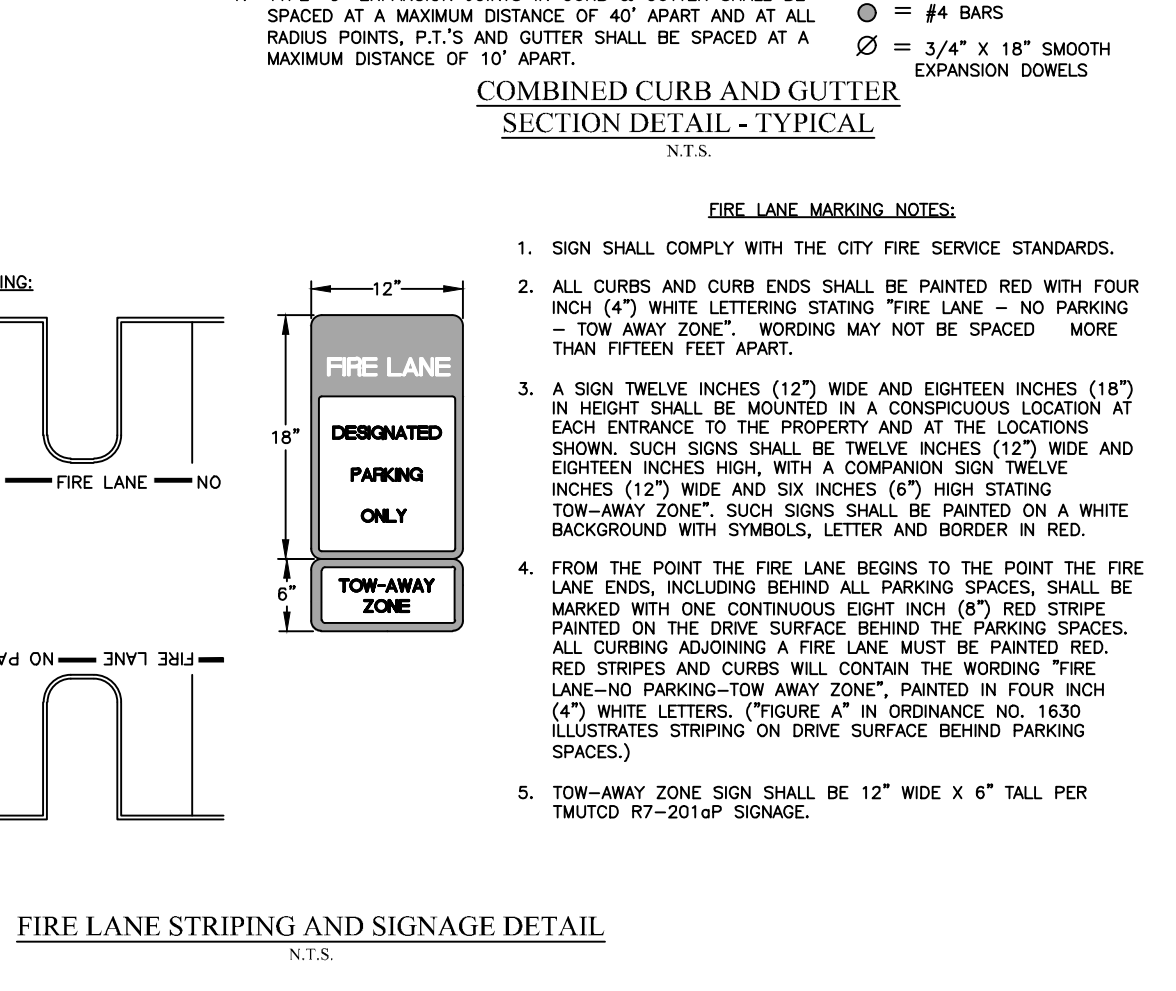 SPACED AT A MAXIMUM DISTANCE OF 40' APART AND AT ALL
RADIUS POINTS, P.T.'S AND GUTTER SHALL BE SPACED AT A
MAXIMUM DISTANCE OF 10' APART.
= #4 BARS
Ø = 3/4" X 18" SMOOTH
EXPANSION DOWELS
COMBINED CURB AND GUTTER
SECTION DETAIL - TYPICAL
N.T.S.
ING:
FIRE LANE
NO
NO PA
FIRE LANE
12"
18"
6"
FIRE LANE
DESIGNATED
PARKING
ONLY
TOW-AWAY
ZONE
FIRE LANE MARKING NOTES:
1. SIGN SHALL COMPLY WITH THE CITY FIRE SERVICE STANDARDS.
2. ALL CURBS AND CURB ENDS SHALL BE PAINTED RED WITH FOUR
INCH (4") WHITE LETTERING STATING "FIRE LANE – NO PARKING
– TOW AWAY ZONE". WORDING MAY NOT BE SPACED MORE
THAN FIFTEEN FEET APART.
3. A SIGN TWELVE INCHES (12") WIDE AND EIGHTEEN INCHES (18")
IN HEIGHT SHALL BE MOUNTED IN A CONSPICUOUS LOCATION AT
EACH ENTRANCE TO THE PROPERTY AND AT THE LOCATIONS
SHOWN. SUCH SIGNS SHALL BE TWELVE INCHES (12") WIDE AND
EIGHTEEN INCHES HIGH, WITH A COMPANION SIGN TWELVE
INCHES (12") WIDE AND SIX INCHES (6") HIGH STATING
TOW-AWAY ZONE". SUCH SIGNS SHALL BE PAINTED ON A WHITE
BACKGROUND WITH SYMBOLS, LETTER AND BORDER IN RED.
4. FROM THE POINT THE FIRE LANE BEGINS TO THE POINT THE FIRE
LANE ENDS, INCLUDING BEHIND ALL PARKING SPACES, SHALL BE
MARKED WITH ONE CONTINUOUS EIGHT INCH (8") RED STRIPE
PAINTED ON THE DRIVE SURFACE BEHIND THE PARKING SPACES.
ALL CURBING ADJOINING A FIRE LANE MUST BE PAINTED RED.
RED STRIPES AND CURBS WILL CONTAIN THE WORDING "FIRE
LANE-NO PARKING-TOW AWAY ZONE", PAINTED IN FOUR INCH
(4") WHITE LETTERS. ("FIGURE A" IN ORDINANCE NO. 1630
ILLUSTRATES STRIPING ON DRIVE SURFACE BEHIND PARKING
SPACES.)
5. TOW-AWAY ZONE SIGN SHALL BE 12" WIDE X 6" TALL PER
TMUTCD R7-201aP SIGNAGE.
FIRE LANE STRIPING AND SIGNAGE DETAIL
N.T.S.